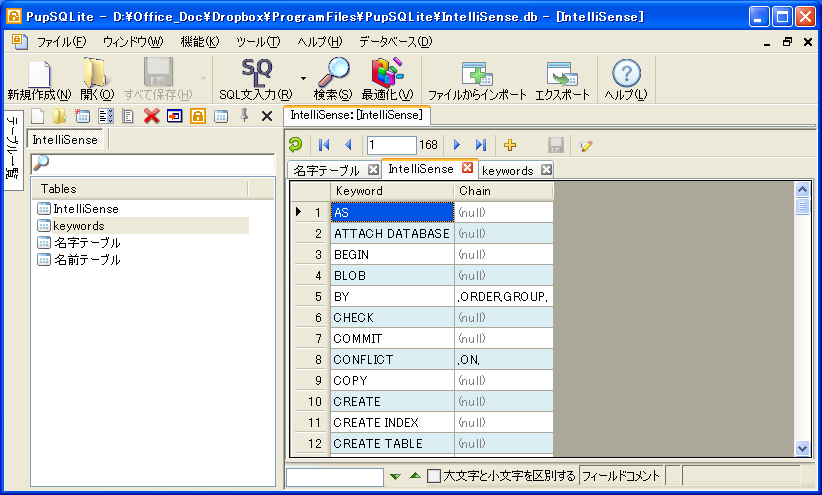 PupSQLite - D:¥Office_Doc¥Dropbox¥ProgramFiles¥PupSQLite¥IntelliSense.db - [IntelliSense]
ファイル(F) ウィンドウ(W) 機能(K) ツール(T) ヘルプ(H) データベース(D)
SQL
新規作成(N) 開く(O) すべて保存(H) SQL文入力(R) 検索(S) 最適化(V) ファイルからインポート エクスポート ヘルプ(L)
テーブル一覧
IntelliSense
Tables
IntelliSense
keywords
名字テーブル
名前テーブル
IntelliSense:[IntelliSense]
1 168
名字テーブル IntelliSense keywords
Keyword Chain
1 AS (null)
2 ATTACH DATABASE (null)
3 BEGIN (null)
4 BLOB (null)
5 BY ,ORDER,GROUP,
6 CHECK (null)
7 COMMIT (null)
8 CONFLICT ,ON,
9 COPY (null)
10 CREATE (null)
11 CREATE INDEX (null)
12 CREATE TABLE (null)
大文字と小文字を区別する フィールドコメント